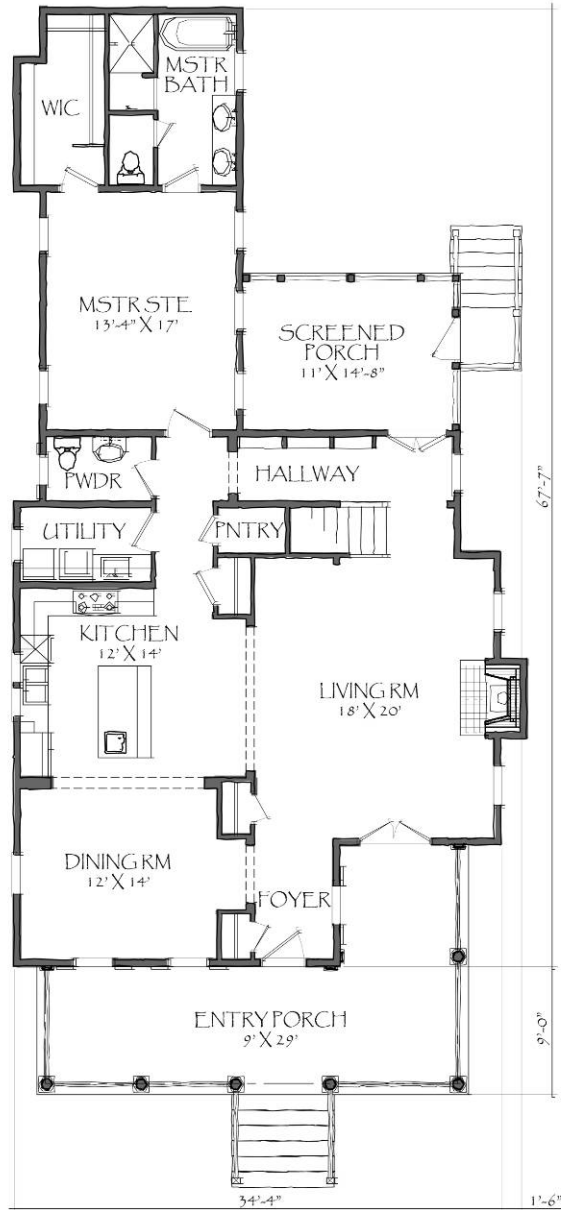 MSTR
BATH
WIC
MSTR STE
13'-4" X 17'
SCREENED
PORCH
11' X 14'-8"
PWDR
HALLWAY
67'-7"
UTILITY
PNTRY
KITCHEN
12' X 14'
LIVING RM
18' X 20'
DINING RM
12' X 14'
FOYER
ENTRY PORCH
9' X 29'
9'-0"
34'-4"
1'-6"